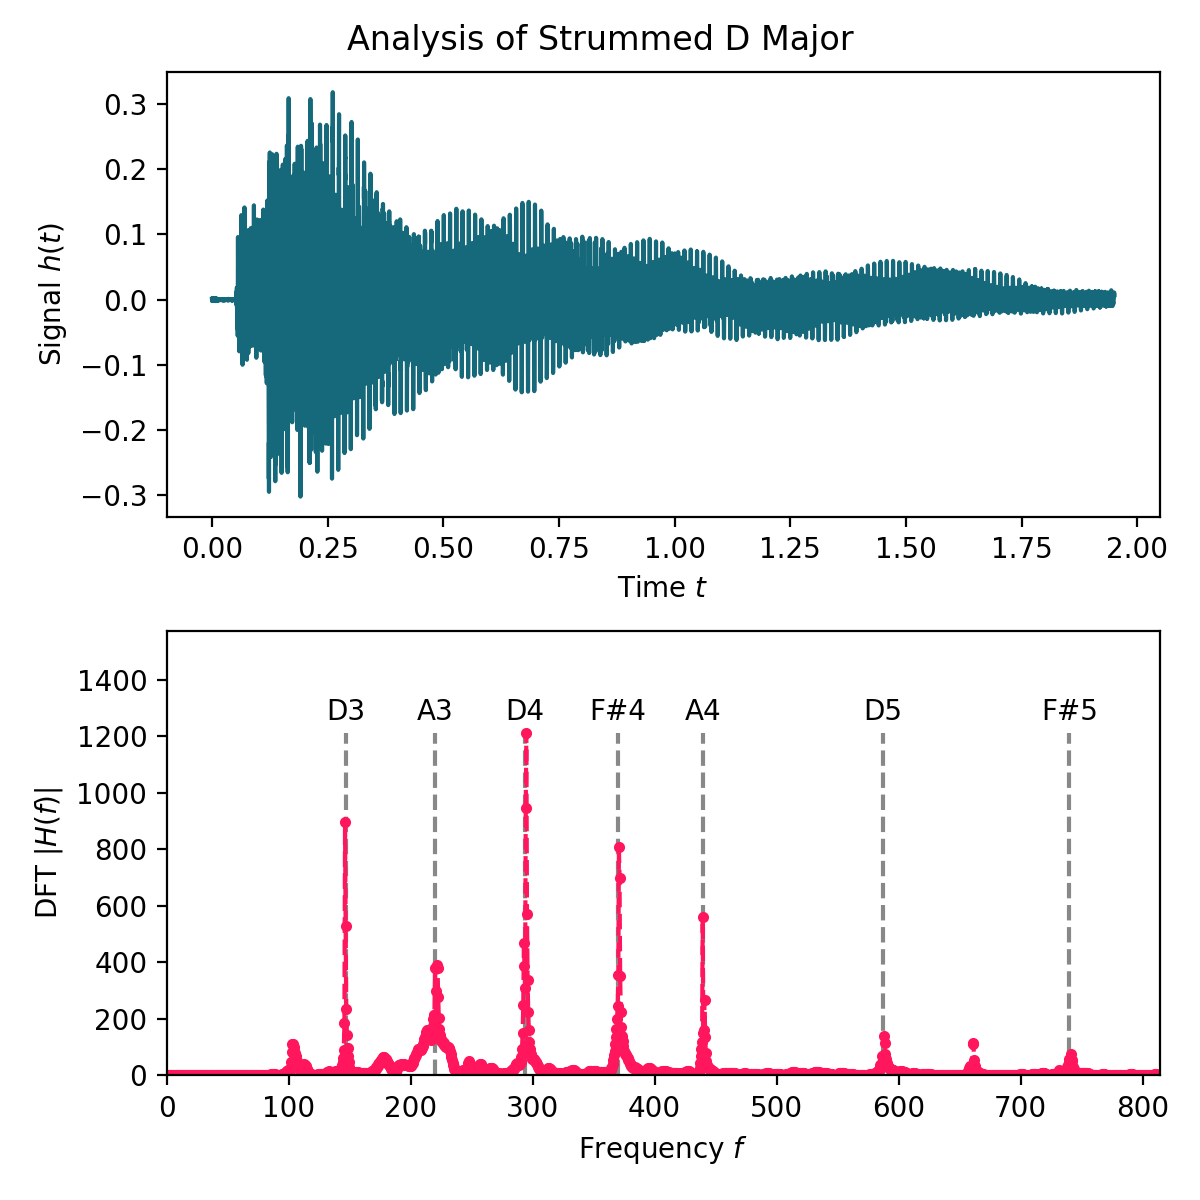 Analysis of Strummed D Major
Signal h(t)
0.3
0.2
0.1
0.0
−0.1
−0.2
−0.3
0.00 0.25 0.50 0.75 1.00 1.25 1.50 1.75 2.00
Time t
DFT |H(f)|
1400
1200
1000
800
600
400
200
0
D3 A3 D4 F#4 A4 D5 F#5
0 100 200 300 400 500 600 700 800
Frequency f